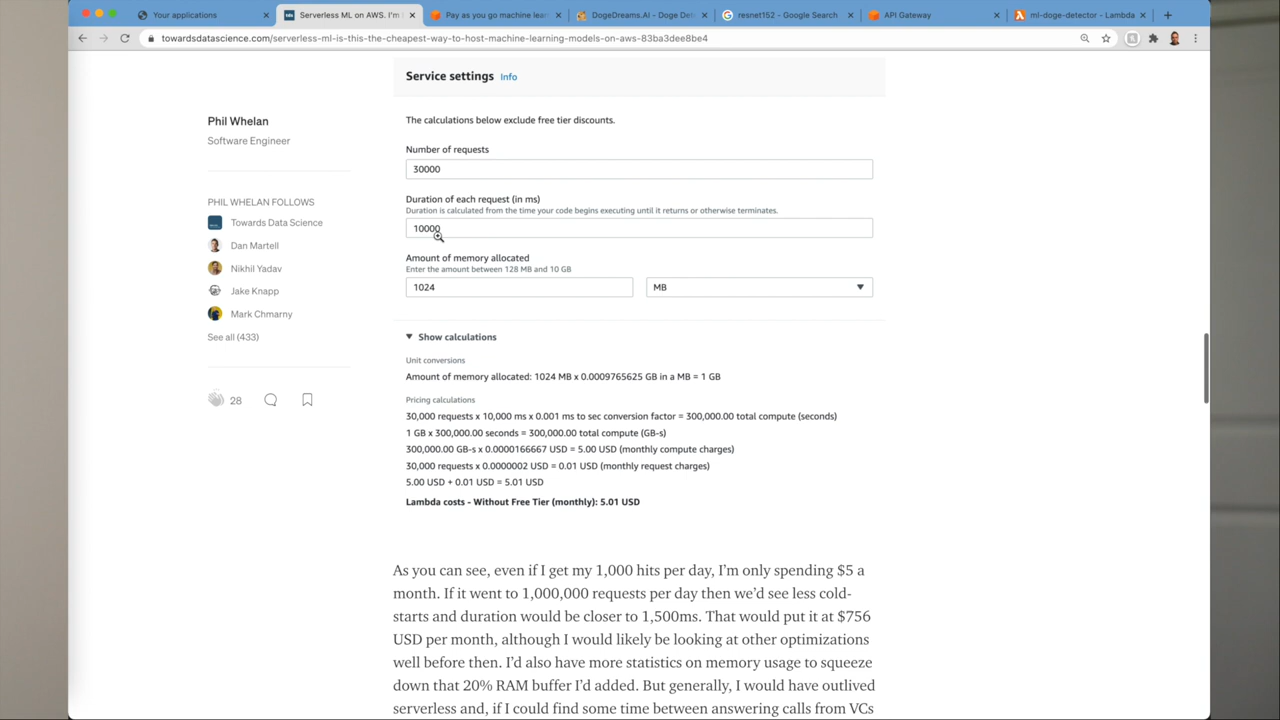 Your applications
Serverless ML on AWS. I'm
Pay as you go machine lear
DogeDreams.AI - Doge Det
resnet152 - Google Search
API Gateway
ml-doge-detector - Lambda
towardsdatascience.com/serverless-ml-is-this-the-cheapest-way-to-host-machine-learning-models-on-aws-83ba3dee8be4
Service settings Info
Phil Whelan
Software Engineer
PHIL WHELAN FOLLOWS
Towards Data Science
Dan Martell
Nikhil Yadav
Jake Knapp
Mark Chmarny
See all (433)
28
The calculations below exclude free tier discounts.
Number of requests
30000
Duration of each request (in ms)
Duration is calculated from the time your code begins executing until it returns or otherwise terminates.
10000
Amount of memory allocated
Enter the amount between 128 MB and 10 GB
1024
MB
Show calculations
Unit conversions
Amount of memory allocated: 1024 MB x 0.0009765625 GB in a MB = 1 GB
Pricing calculations
30,000 requests x 10,000 ms x 0.001 ms to sec conversion factor = 300,000.00 total compute (seconds)
1 GB x 300,000.00 seconds = 300,000.00 total compute (GB-s)
300,000.00 GB-s x 0.0000166667 USD = 5.00 USD (monthly compute charges)
30,000 requests x 0.0000002 USD = 0.01 USD (monthly request charges)
5.00 USD + 0.01 USD = 5.01 USD
Lambda costs - Without Free Tier (monthly): 5.01 USD
As you can see, even if I get my 1,000 hits per day, I'm only spending $5 a
month. If it went to 1,000,000 requests per day then we'd see less cold-
starts and duration would be closer to 1,500ms. That would put it at $756
USD per month, although I would likely be looking at other optimizations
well before then. I'd also have more statistics on memory usage to squeeze
down that 20% RAM buffer I'd added. But generally, I would have outlived
serverless and, if I could find some time between answering calls from VCs